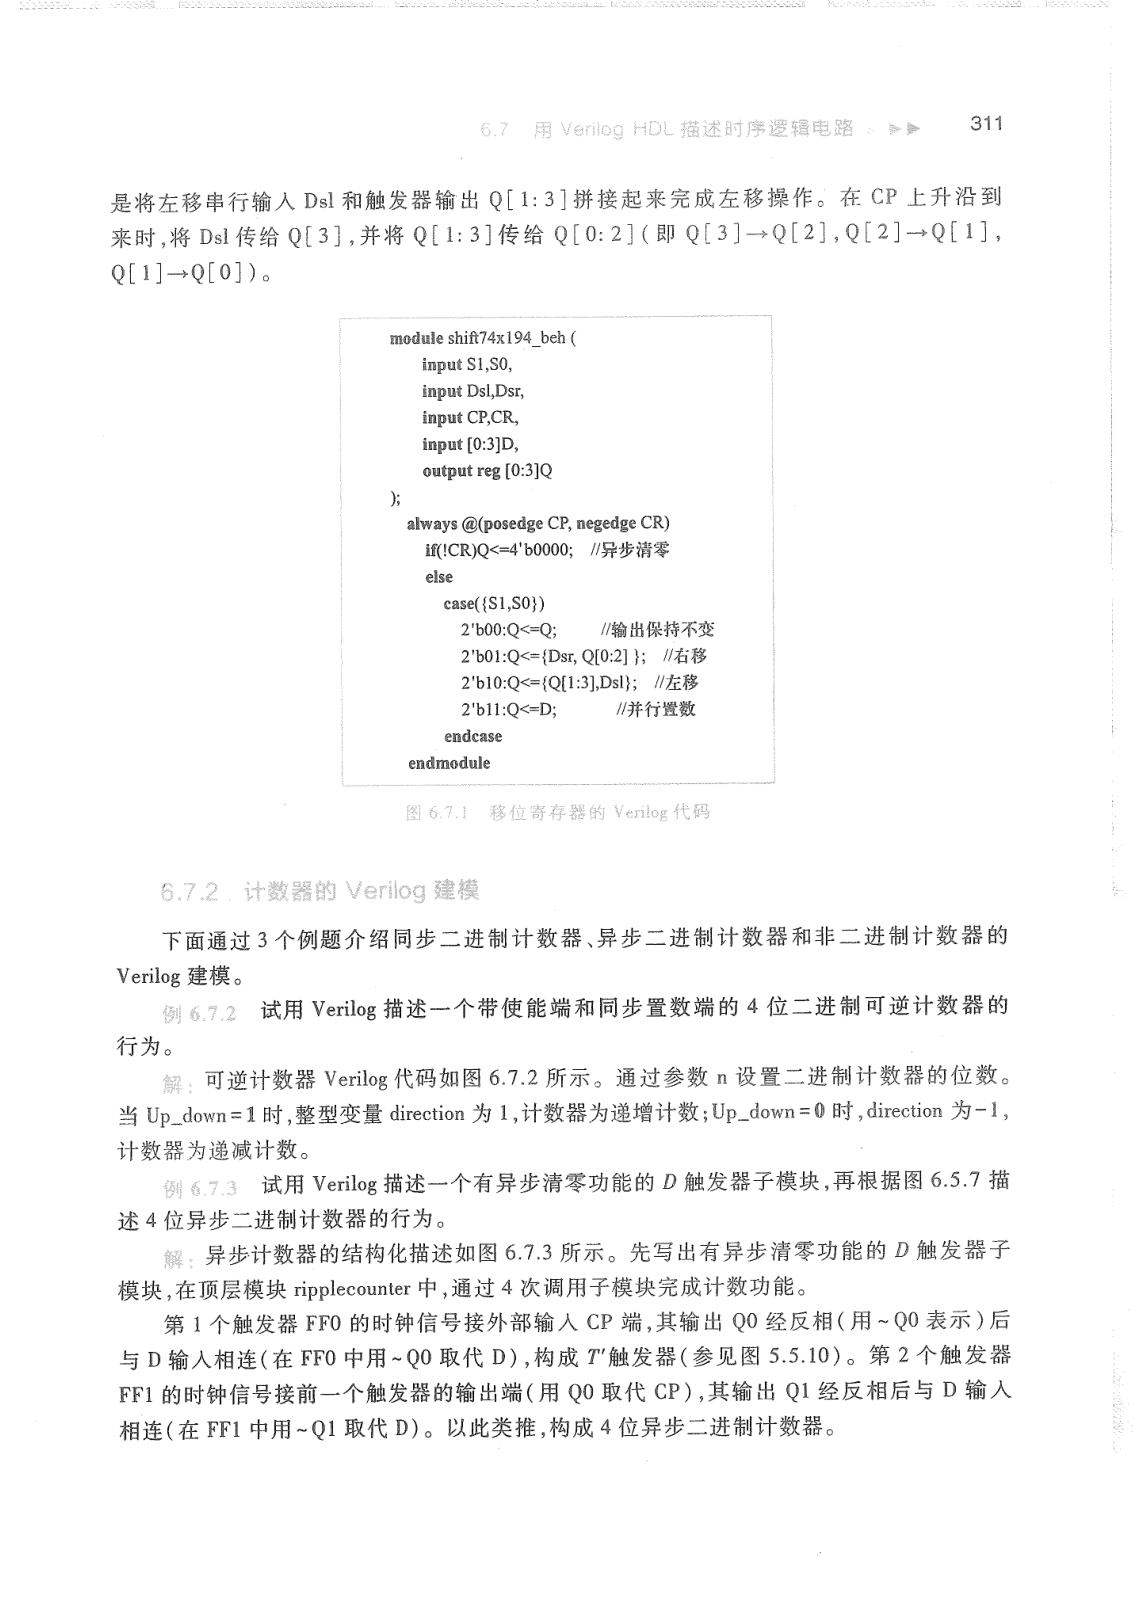 6.7 用 Verilog HDL 描述时序逻辑电路 311
是将左移串行输入 Dsl 和触发器输出 Q[1:3]拼接起来完成左移操作。在 CP 上升沿到
来时,将 Dsl 传给 Q[3],并将 Q[1:3]传给 Q[0:2](即 Q[3]→Q[2],Q[2]→Q[1],
Q[1]→Q[0])。
module shift74x194_beh (
input S1,S0,
input Dsl,Dsr,
input CP,CR,
input [0:3]D,
output reg [0:3]Q
);
always @(posedge CP, negedge CR)
if(!CR)Q<=4'b0000; //异步清零
else
case({S1,S0})
2'b00:Q<=Q; //输出保持不变
2'b01:Q<={Dsr, Q[0:2] }; //右移
2'b10:Q<={Q[1:3],Dsl}; //左移
2'b11:Q<=D; //并行置数
endcase
endmodule
图 6.7.1 移位寄存器的 Verilog 代码
6.7.2 计数器的 Verilog 建模
下面通过 3 个例题介绍同步二进制计数器、异步二进制计数器和非二进制计数器的
Verilog 建模。
例 6.7.2 试用 Verilog 描述一个带使能端和同步置数端的 4 位二进制可逆计数器的
行为。
解: 可逆计数器 Verilog 代码如图 6.7.2 所示。通过参数 n 设置二进制计数器的位数。
当 Up_down=1 时,整型变量 direction 为 1,计数器为递增计数;Up_down=0 时,direction 为-1,
计数器为递减计数。
例 6.7.3 试用 Verilog 描述一个有异步清零功能的 D 触发器子模块,再根据图 6.5.7 描
述 4 位异步二进制计数器的行为。
解: 异步计数器的结构化描述如图 6.7.3 所示。先写出有异步清零功能的 D 触发器子
模块,在顶层模块 ripplecounter 中,通过 4 次调用子模块完成计数功能。
第 1 个触发器 FF0 的时钟信号接外部输入 CP 端,其输出 Q0 经反相(用~Q0 表示)后
与 D 输入相连(在 FF0 中用~Q0 取代 D),构成 T′触发器(参见图 5.5.10)。第 2 个触发器
FF1 的时钟信号接前一个触发器的输出端(用 Q0 取代 CP),其输出 Q1 经反相后与 D 输入
相连(在 FF1 中用~Q1 取代 D)。以此类推,构成 4 位异步二进制计数器。